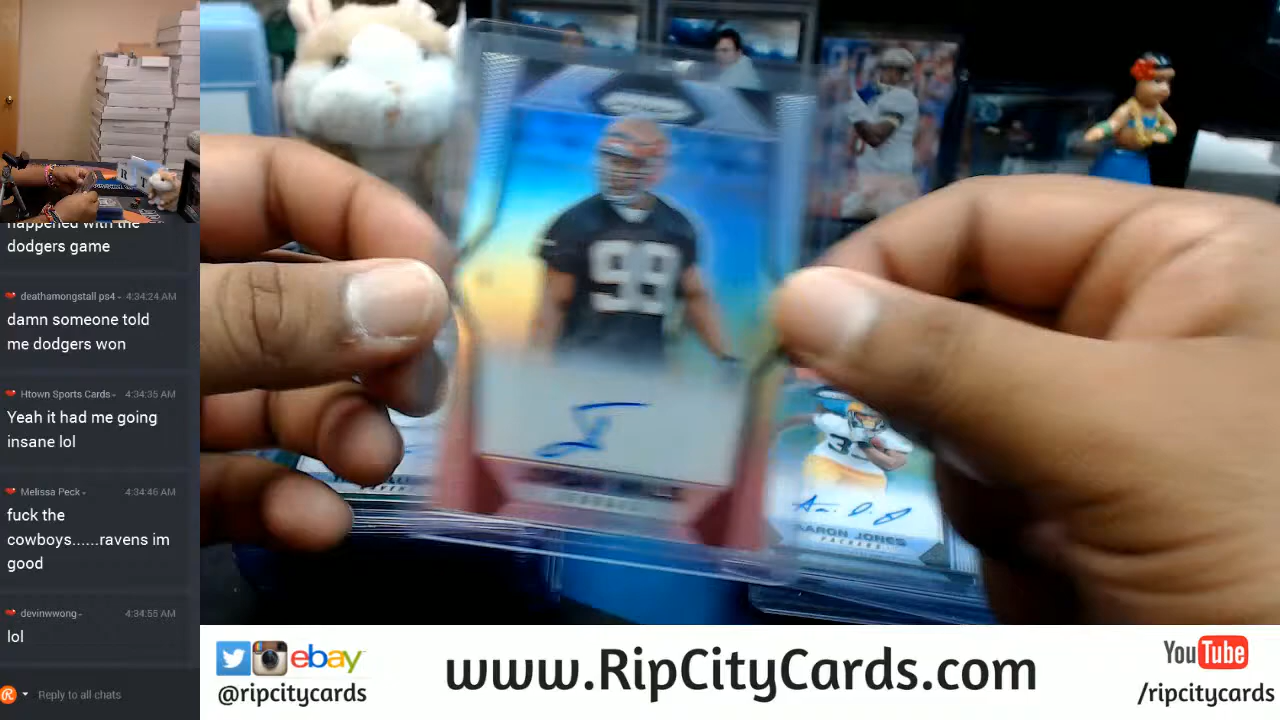 happened with the
dodgers game
deathamongstall ps4 - 4:34:24 AM
damn someone told
me dodgers won
Htown Sports Cards - 4:34:35 AM
Yeah it had me going
insane lol
Melissa Peck - 4:34:46 AM
fuck the
cowboys......ravens im
good
devinwwong - 4:34:55 AM
lol
Reply to all chats
98
33
AARON JONES
PACKERS
ebay
@ripcitycards
www.RipCityCards.com
YouTube
/ripcitycards